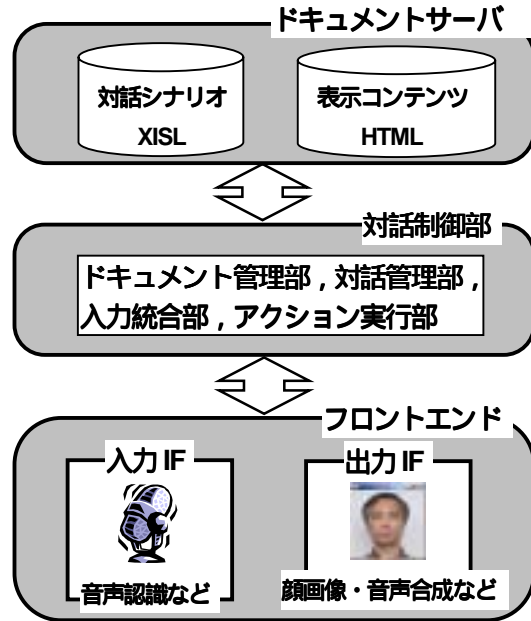 ドキュメントサーバ
対話シナリオ
XISL
表示コンテンツ
HTML
対話制御部
ドキュメント管理部，対話管理部，
入力統合部，アクション実行部
フロントエンド
入力 IF
音声認識など
出力 IF
顔画像・音声合成など